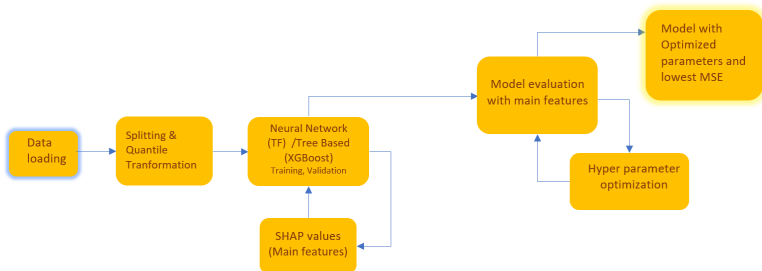 Data
loading
Splitting &
Quantile
Tranformation
Neural Network
(TF) /Tree Based
(XGBoost)
Training, Validation
SHAP values
(Main features)
Model evaluation
with main features
Hyper parameter
optimization
Model with
Optimized
parameters and
lowest MSE